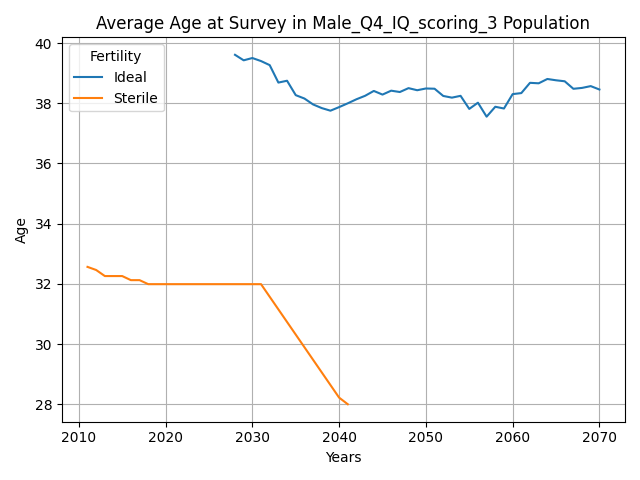 Average Age at Survey in Male_Q4_IQ_scoring_3 Population
Fertility
Ideal
Sterile
Age
40
38
36
34
32
30
28
2010 2020 2030 2040 2050 2060 2070
Years